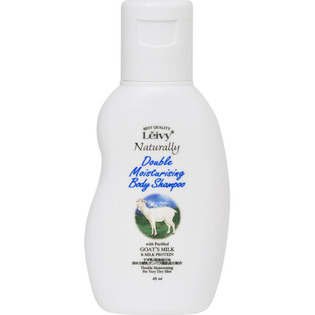 BEST QUALITY
Leivy®
Naturally
Double
Moisturising
Body Shampoo
with Purified
GOAT'S MILK
& MILK PROTEIN
Double Moisturising
For Very Dry Skin
45 ml